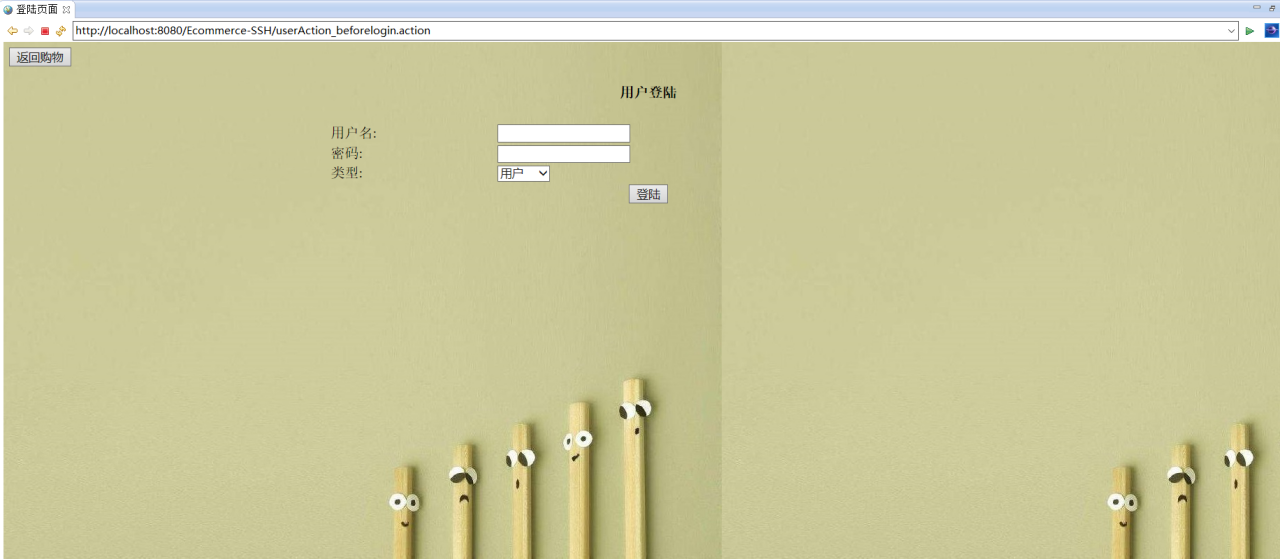 登陆页面
http://localhost:8080/Ecommerce-SSH/userAction_beforelogin.action
返回购物
用户登陆
用户名:
密码:
类型: 用户
登陆